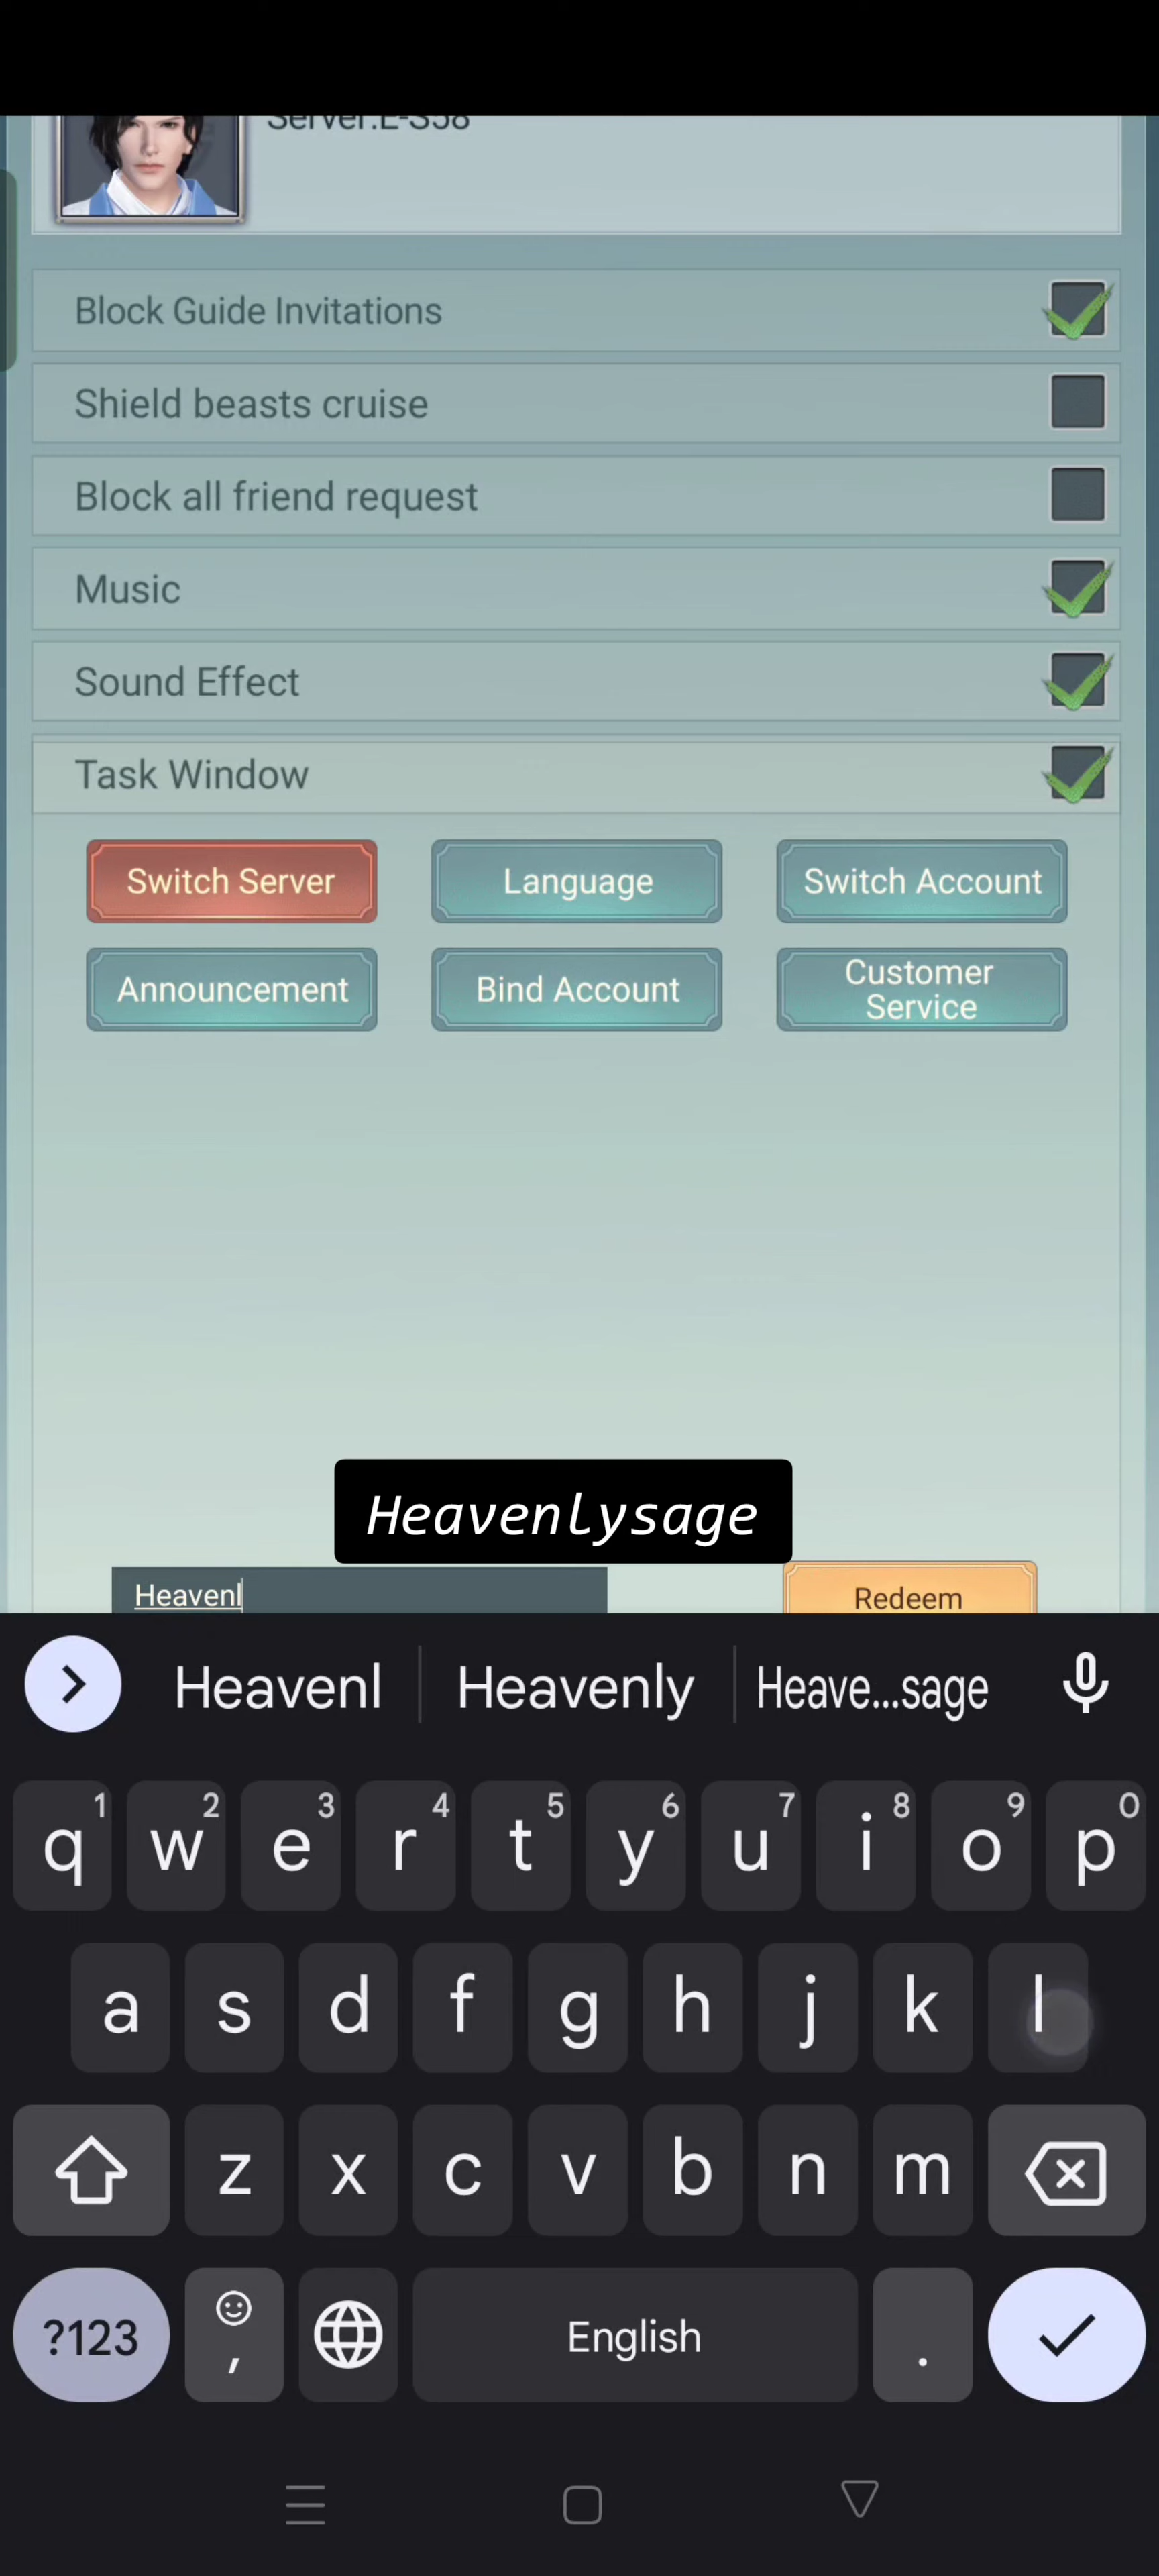 Server:E-S58
Block Guide Invitations
Shield beasts cruise
Block all friend request
Music
Sound Effect
Task Window
Switch Server
Language
Switch Account
Announcement
Bind Account
Customer
Service
Heavenlysage
Heavenl
Redeem
Heavenl
Heavenly
Heave...sage
1 2 3 4 5 6 7 8 9 0
q w e r t y u i o p
a s d f g h j k l
z x c v b n m
?123
,
English
.